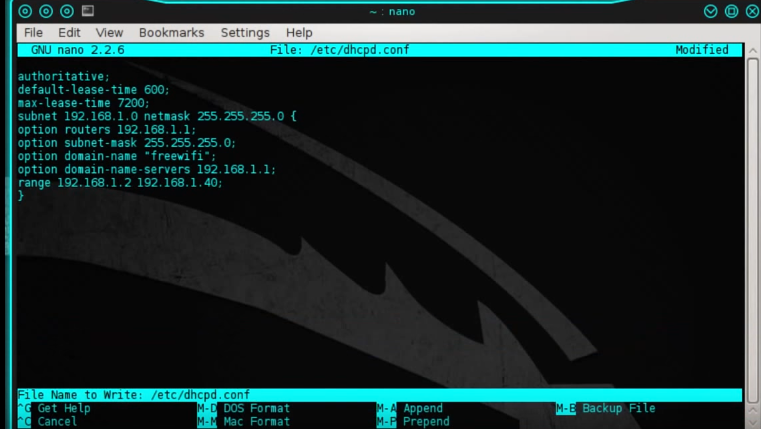 ~ : nano
File Edit View Bookmarks Settings Help
GNU nano 2.2.6 File: /etc/dhcpd.conf Modified
authoritative;
default-lease-time 600;
max-lease-time 7200;
subnet 192.168.1.0 netmask 255.255.255.0 {
option routers 192.168.1.1;
option subnet-mask 255.255.255.0;
option domain-name "freewifi";
option domain-name-servers 192.168.1.1;
range 192.168.1.2 192.168.1.40;
}
File Name to Write: /etc/dhcpd.conf
^G Get Help M-D DOS Format M-A Append M-B Backup File
^C Cancel M-M Mac Format M-P Prepend